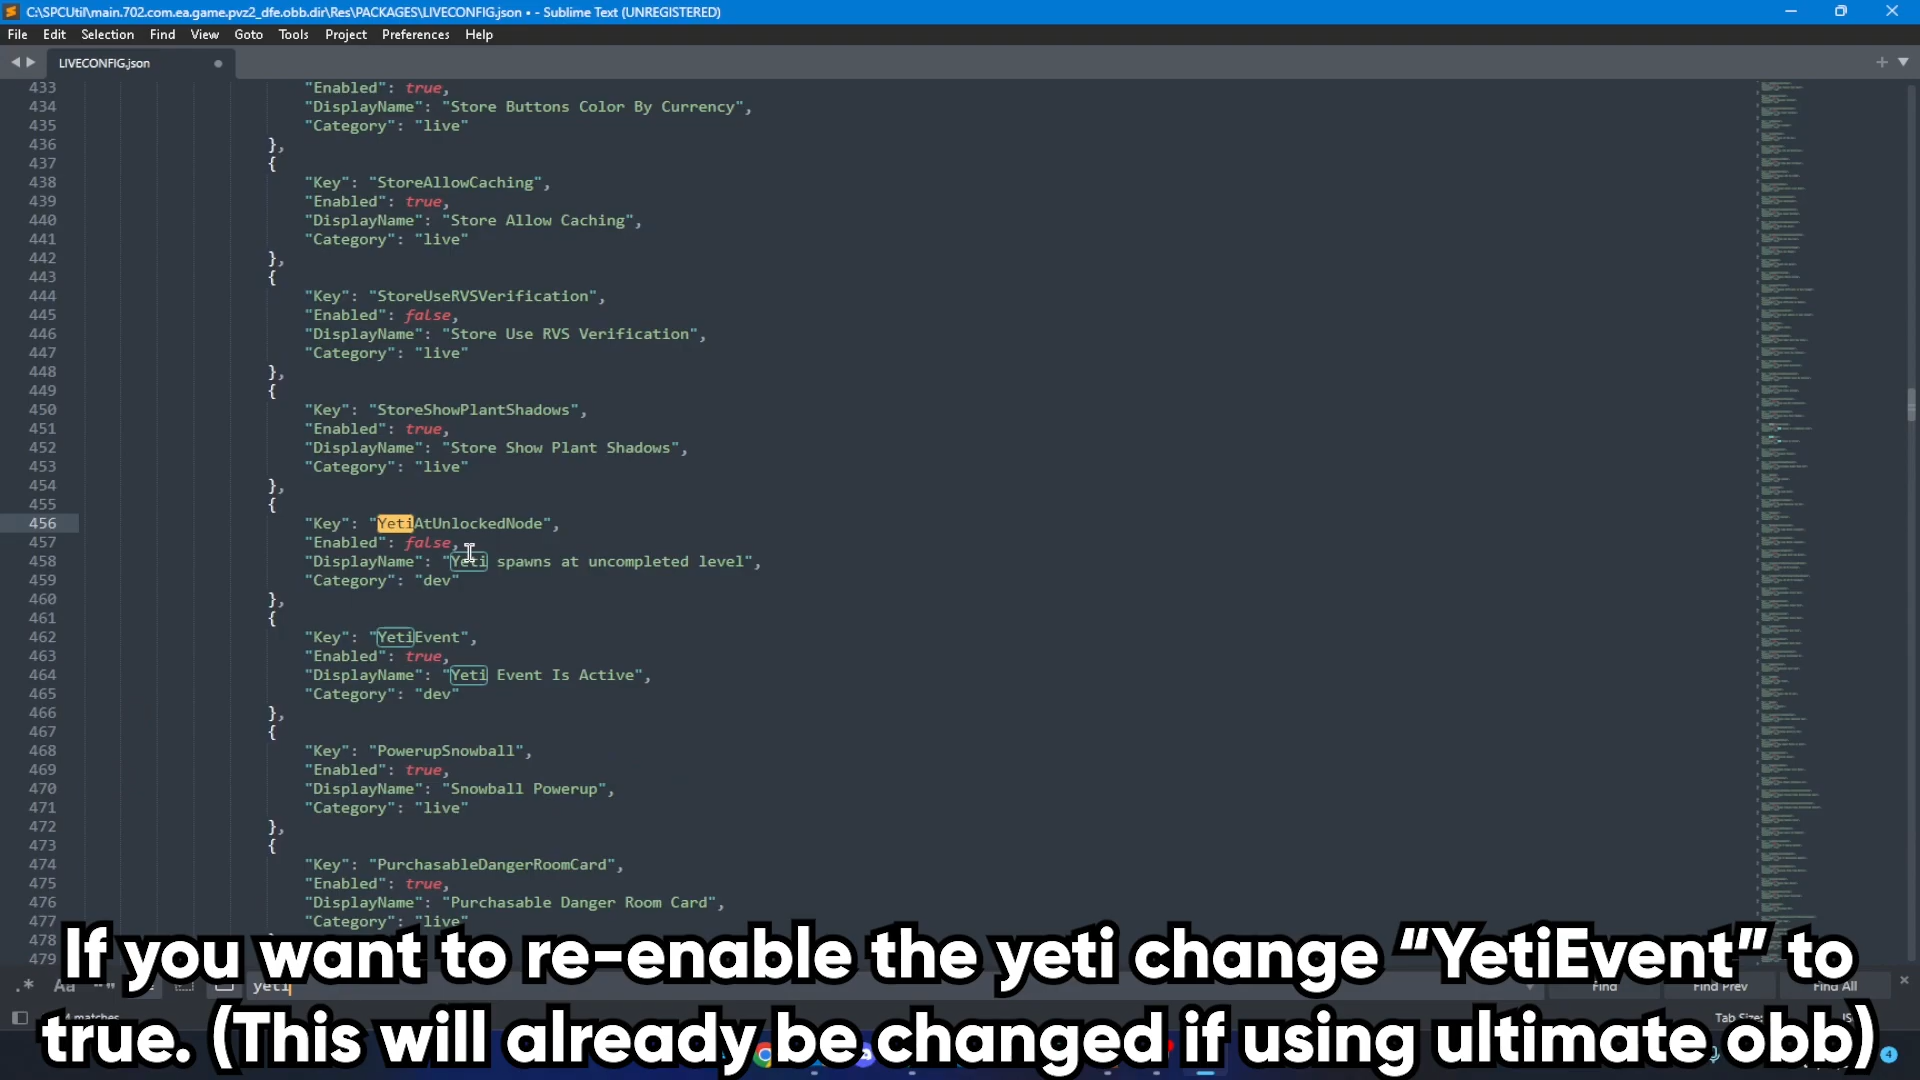 C:\SPCUtil\main.702.com.ea.game.pvz2_dfe.obb.dir\Res\PACKAGES\LIVECONFIG.json • - Sublime Text (UNREGISTERED)
File Edit Selection Find View Goto Tools Project Preferences Help
LIVECONFIG.json
433 "Enabled": true,
434 "DisplayName": "Store Buttons Color By Currency",
435 "Category": "live"
436 },
437 {
438 "Key": "StoreAllowCaching",
439 "Enabled": true,
440 "DisplayName": "Store Allow Caching",
441 "Category": "live"
442 },
443 {
444 "Key": "StoreUseRVSVerification",
445 "Enabled": false,
446 "DisplayName": "Store Use RVS Verification",
447 "Category": "live"
448 },
449 {
450 "Key": "StoreShowPlantShadows",
451 "Enabled": true,
452 "DisplayName": "Store Show Plant Shadows",
453 "Category": "live"
454 },
455 {
456 "Key": "YetiAtUnlockedNode",
457 "Enabled": false,
458 "DisplayName": "Yeti spawns at uncompleted level",
459 "Category": "dev"
460 },
461 {
462 "Key": "YetiEvent",
463 "Enabled": true,
464 "DisplayName": "Yeti Event Is Active",
465 "Category": "dev"
466 },
467 {
468 "Key": "PowerupSnowball",
469 "Enabled": true,
470 "DisplayName": "Snowball Powerup",
471 "Category": "live"
472 },
473 {
474 "Key": "PurchasableDangerRoomCard",
475 "Enabled": true,
476 "DisplayName": "Purchasable Danger Room Card",
477 "Category": "live"
478
479
If you want to re-enable the yeti change “YetiEvent” to
true. (This will already be changed if using ultimate obb)
.* Aa "" yeti Find Find Prev Find All
4 matches Tab Size
4